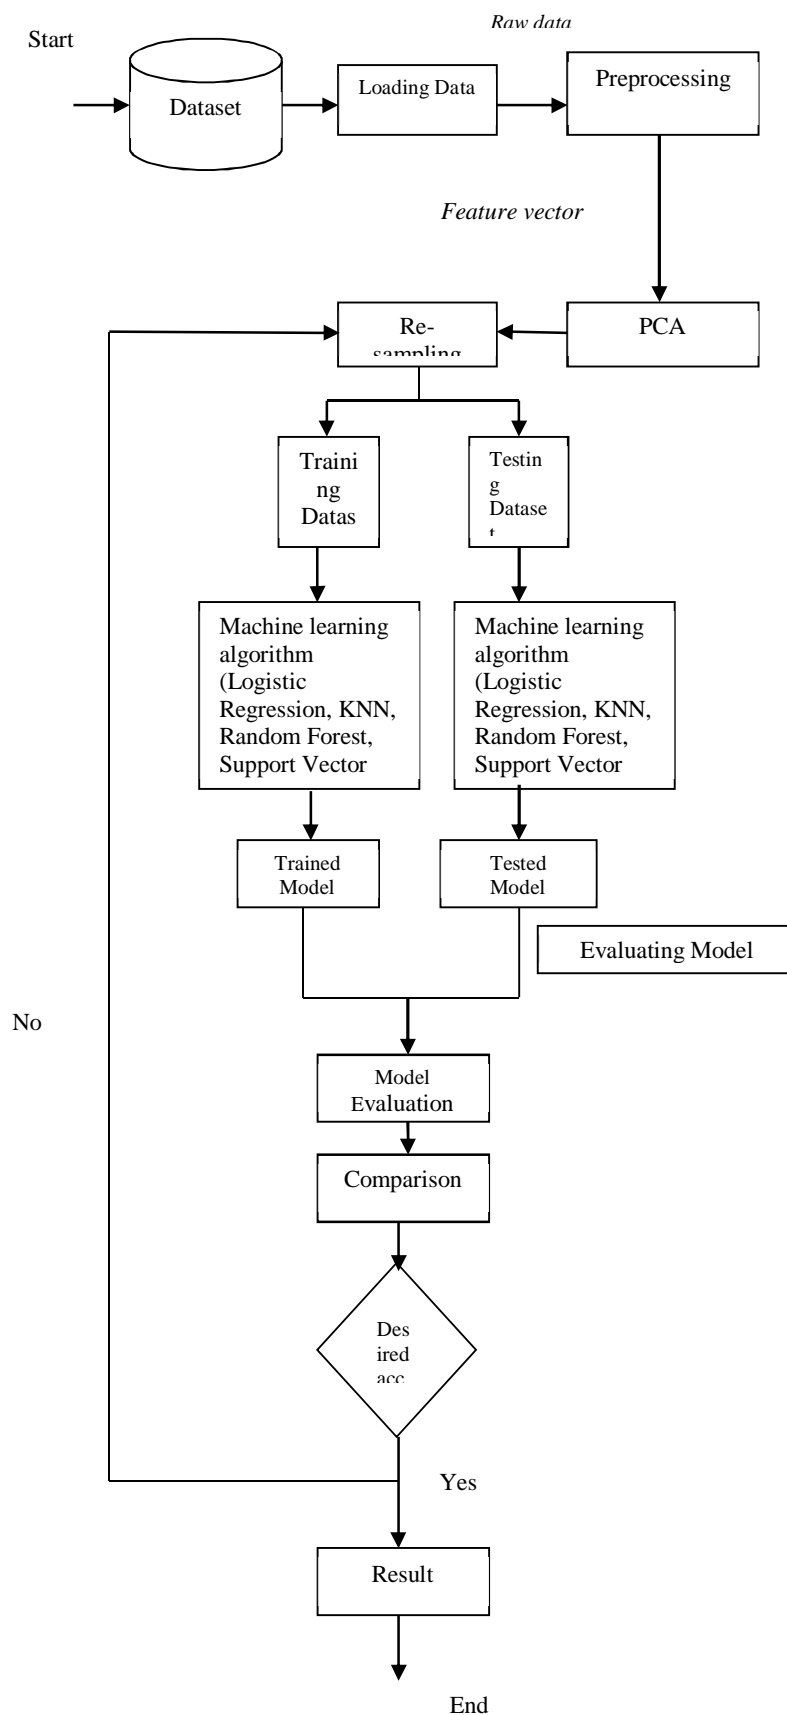 Raw data
Start
Dataset
Loading Data
Preprocessing
Feature vector
Re-
sampling
PCA
Traini
ng
Datas
Testin
g
Datase
t
Machine learning
algorithm
(Logistic
Regression, KNN,
Random Forest,
Support Vector
Machine learning
algorithm
(Logistic
Regression, KNN,
Random Forest,
Support Vector
Trained
Model
Tested
Model
Evaluating Model
No
Model
Evaluation
Comparison
Des
ired
acc
Yes
Result
End